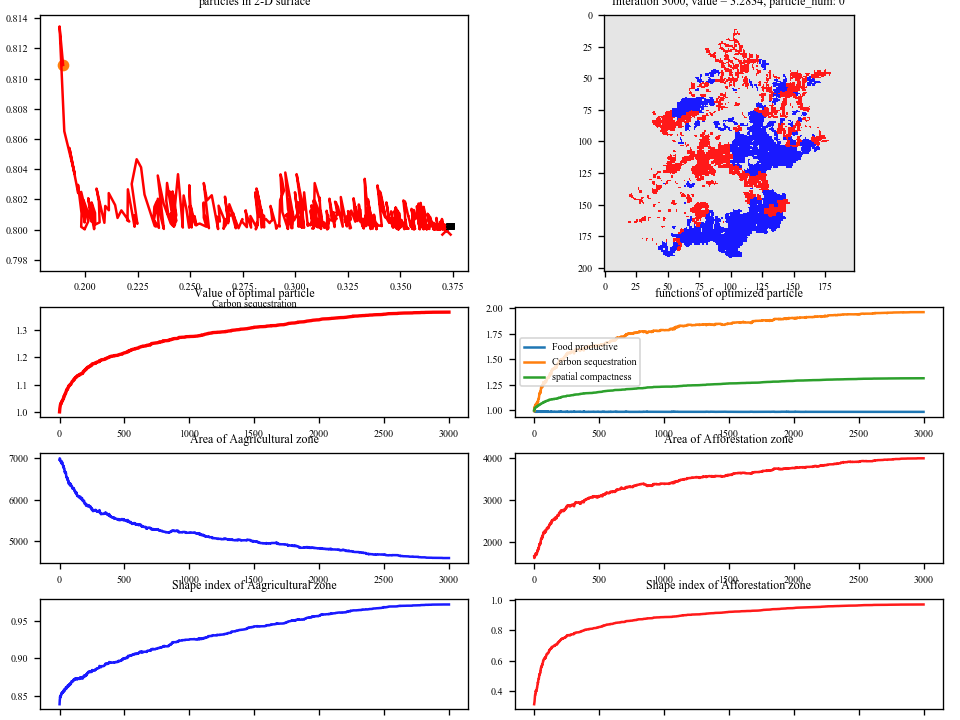 particles in 2-D surface
0.814
0.812
0.810
0.808
0.806
0.804
0.802
0.800
0.798
0.200 0.225 0.250 0.275 0.300 0.325 0.350 0.375
Carbon sequestration
Interation 3000, value = 3.2834, particle_num: 0
0
25
50
75
100
125
150
175
200
0 25 50 75 100 125 150 175
Value of optimal particle
1.3
1.2
1.1
1.0
0 500 1000 1500 2000 2500 3000
functions of optimized particle
2.00
1.75
1.50
1.25
1.00
Food productive
Carbon sequestration
spatial compactness
0 500 1000 1500 2000 2500 3000
Area of Aagricultural zone
7000
6000
5000
0 500 1000 1500 2000 2500 3000
Area of Afforestation zone
4000
3000
2000
0 500 1000 1500 2000 2500 3000
Shape index of Aagricultural zone
0.95
0.90
0.85
Shape index of Afforestation zone
1.0
0.8
0.6
0.4